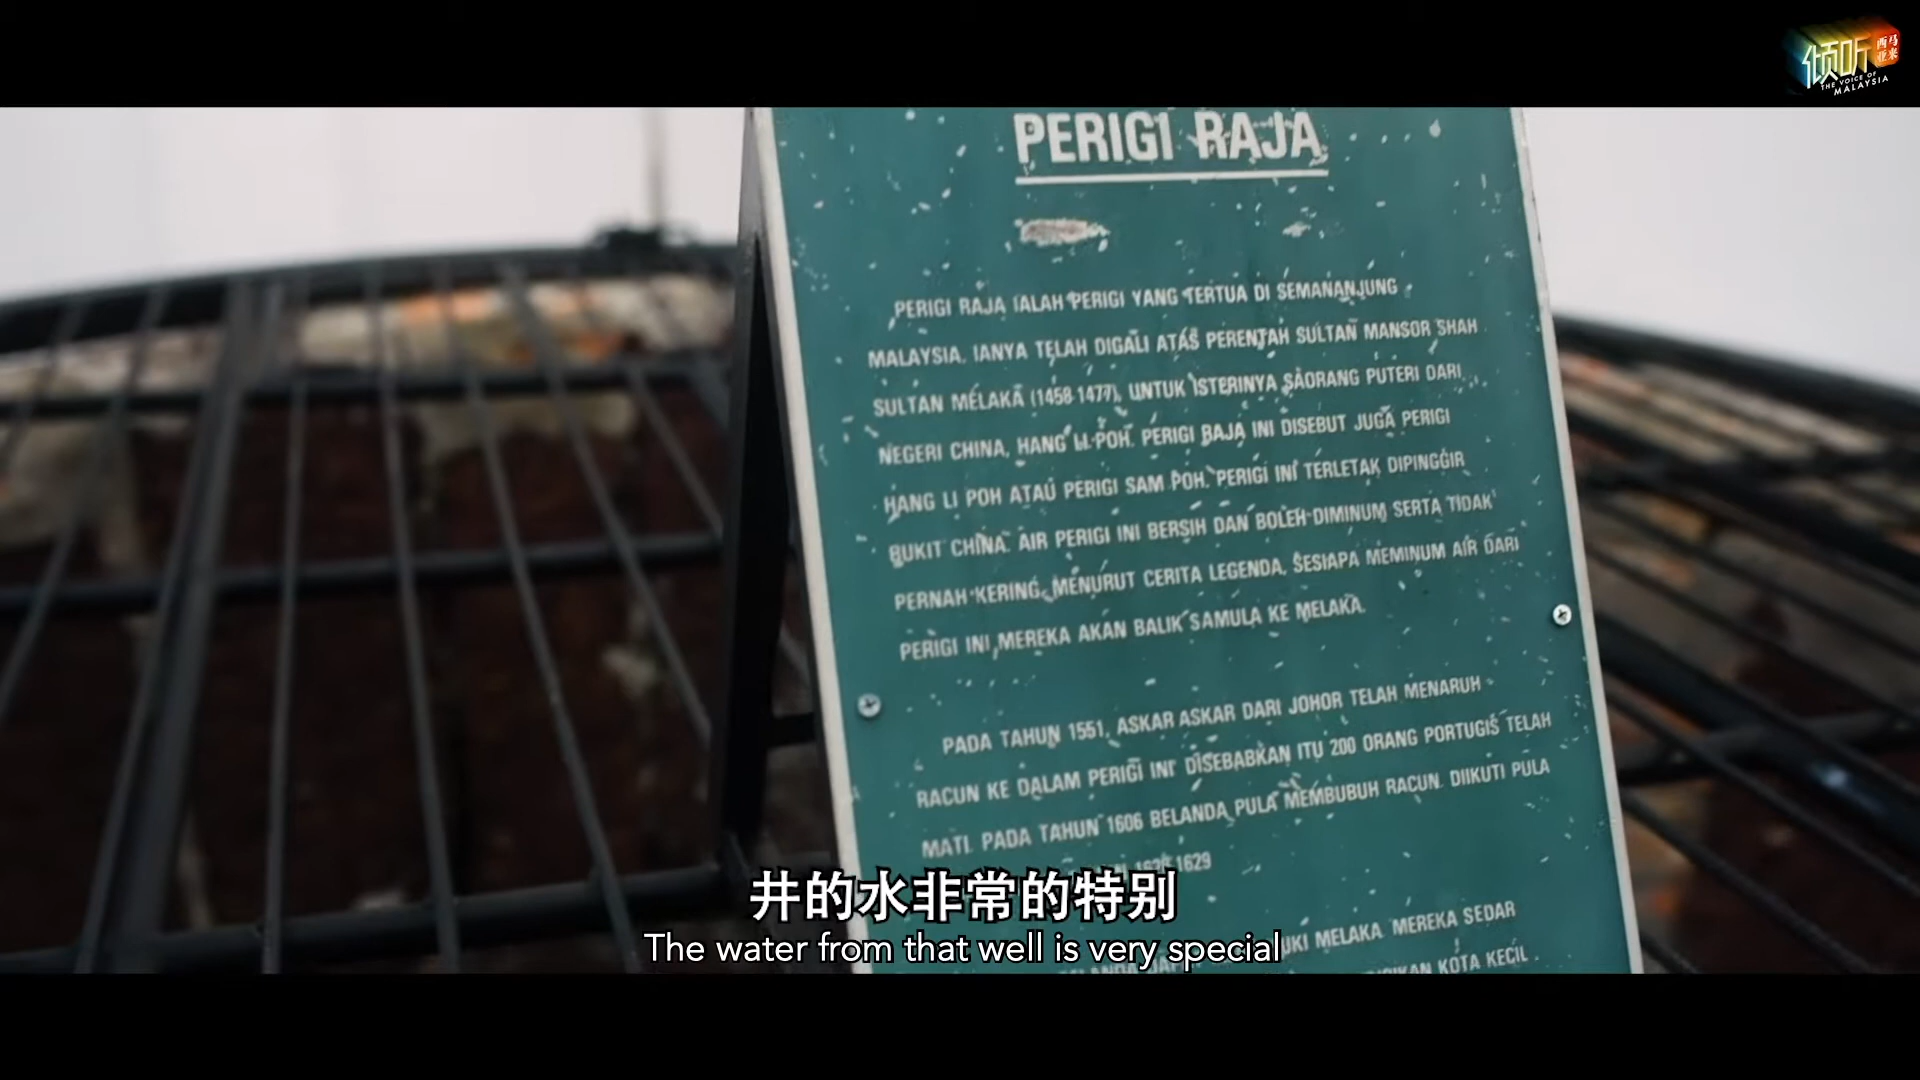 倾听
马来西亚
THE VOICE OF
MALAYSIA
PERIGI RAJA
PERIGI RAJA IALAH PERIGI YANG TERTUA DI SEMANANJUNG
MALAYSIA. IANYA TELAH DIGALI ATAS PERENTAH SULTAN MANSOR SHAH
SULTAN MELAKA (1458-1477), UNTUK ISTERINYA SAORANG PUTERI DARI
NEGERI CHINA, HANG LI-POH. PERIGI RAJA INI DISEBUT JUGA PERIGI
HANG LI POH ATAU PERIGI SAM POH. PERIGI INI TERLETAK DIPINGGIR
BUKIT CHINA. AIR PERIGI INI BERSIH DAN BOLEH DIMINUM SERTA TIDAK
PERNAH KERING. MENURUT CERITA LEGENDA, SESIAPA MEMINUM AIR DARI
PERIGI INI MEREKA AKAN BALIK SAMULA KE MELAKA.
PADA TAHUN 1551, ASKAR ASKAR DARI JOHOR TELAH MENARUH
RACUN KE DALAM PERIGI INI DISEBABKAN ITU 200 ORANG PORTUGIS TELAH
MATI. PADA TAHUN 1606 BELANDA PULA MEMBUBUH RACUN. DIIKUTI PULA
1629
MELAKA MEREKA SEDAR
KOTA KECIL
井的水非常的特别
The water from that well is very special